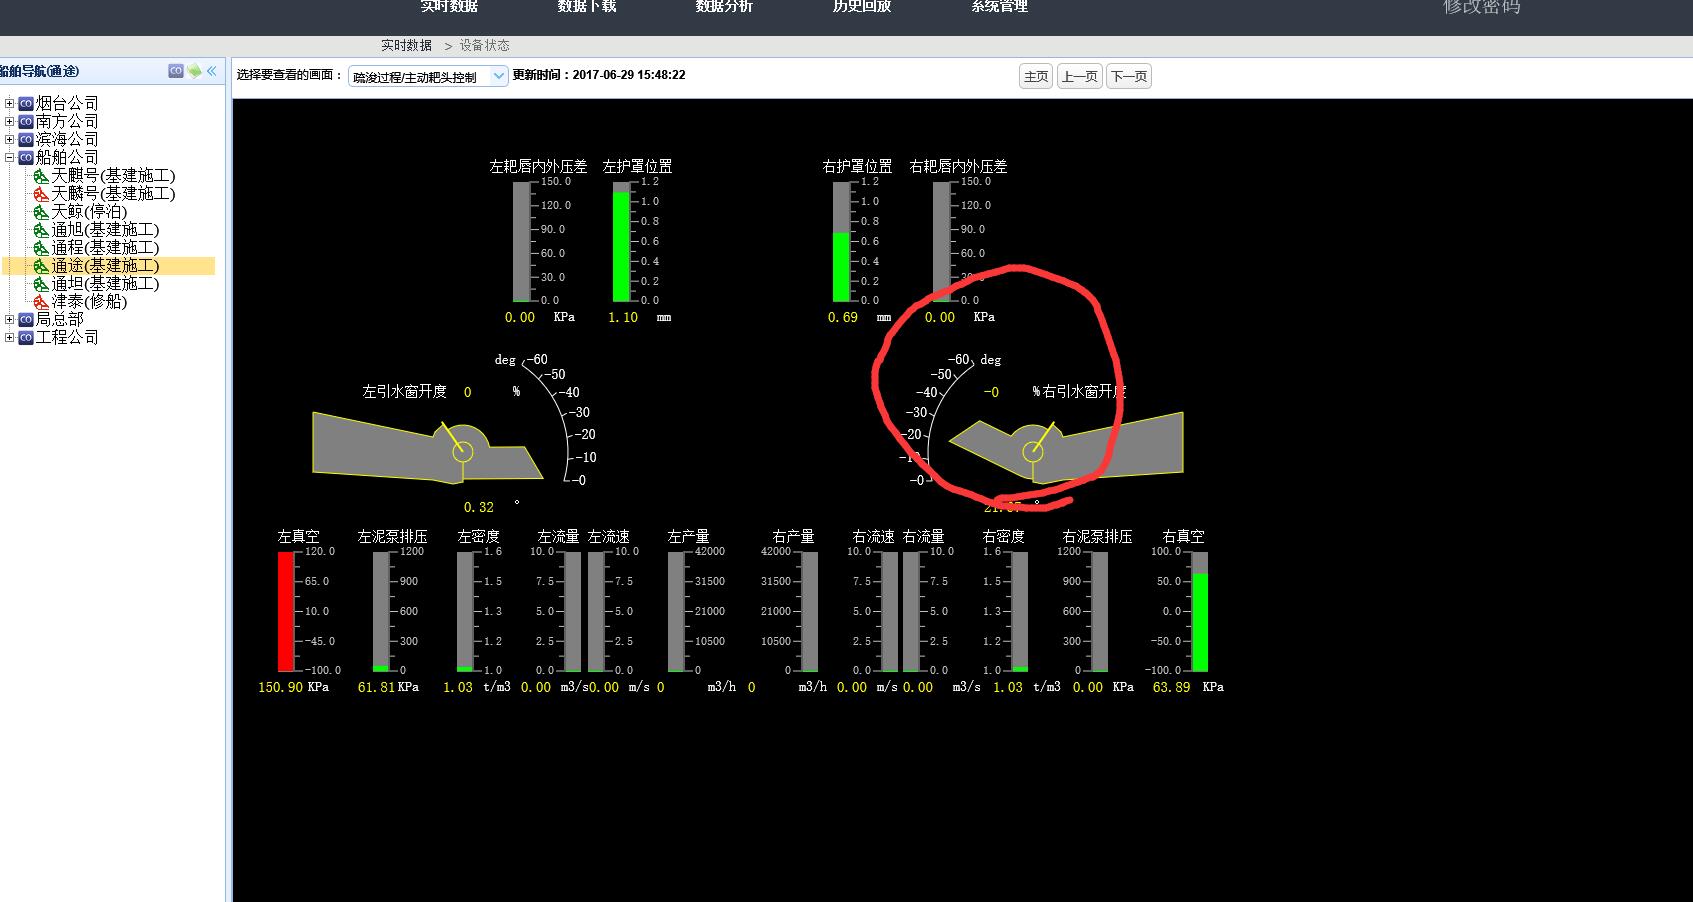 实时数据 数据下载 数据分析 历史回放 系统管理 修改密码
实时数据 > 设备状态
船舶导航(通途) CO «
选择要查看的画面： 疏浚过程/主动耙头控制 更新时间：2017-06-29 15:48:22 主页 上一页 下一页
CO 烟台公司
CO 南方公司
CO 滨海公司
CO 船舶公司
天麒号(基建施工)
天麟号(基建施工)
天鲸(停泊)
通旭(基建施工)
通程(基建施工)
通途(基建施工)
通坦(基建施工)
津泰(修船)
CO 局总部
CO 工程公司
左耙唇内外压差 左护罩位置 右护罩位置 右耙唇内外压差
150.0 1.2 1.2 150.0
120.0 1.0 1.0 120.0
90.0 0.8 0.8 90.0
60.0 0.6 0.6 60.0
30.0 0.4 0.4 30.0
0.2 0.2
0.0 0.0 0.0 0.0
0.00 KPa 1.10 mm 0.69 mm 0.00 KPa
deg -60 -60 deg
-50 -50
左引水窗开度 0 % -40 -40 -0 % 右引水窗开度
-30 -30
-20 -20
-10 -10
-0 -0
0.32 °
左真空 左泥泵排压 左密度 左流量 左流速 左产量 右产量 右流速 右流量 右密度 右泥泵排压 右真空
120.0 1200 1.6 10.0 10.0 42000 42000 10.0 10.0 1.6 1200 100.0
65.0 900 1.5 7.5 7.5 31500 31500 7.5 7.5 1.5 900 50.0
10.0 600 1.3 5.0 5.0 21000 21000 5.0 5.0 1.3 600 0.0
-45.0 300 1.2 2.5 2.5 10500 10500 2.5 2.5 1.2 300 -50.0
-100.0 0 1.0 0.0 0.0 0 0 0.0 0.0 1.0 0 -100.0
150.90 KPa 61.81 KPa 1.03 t/m3 0.00 m3/s 0.00 m/s 0 m3/h 0 m3/h 0.00 m/s 0.00 m3/s 1.03 t/m3 0.00 KPa 63.89 KPa